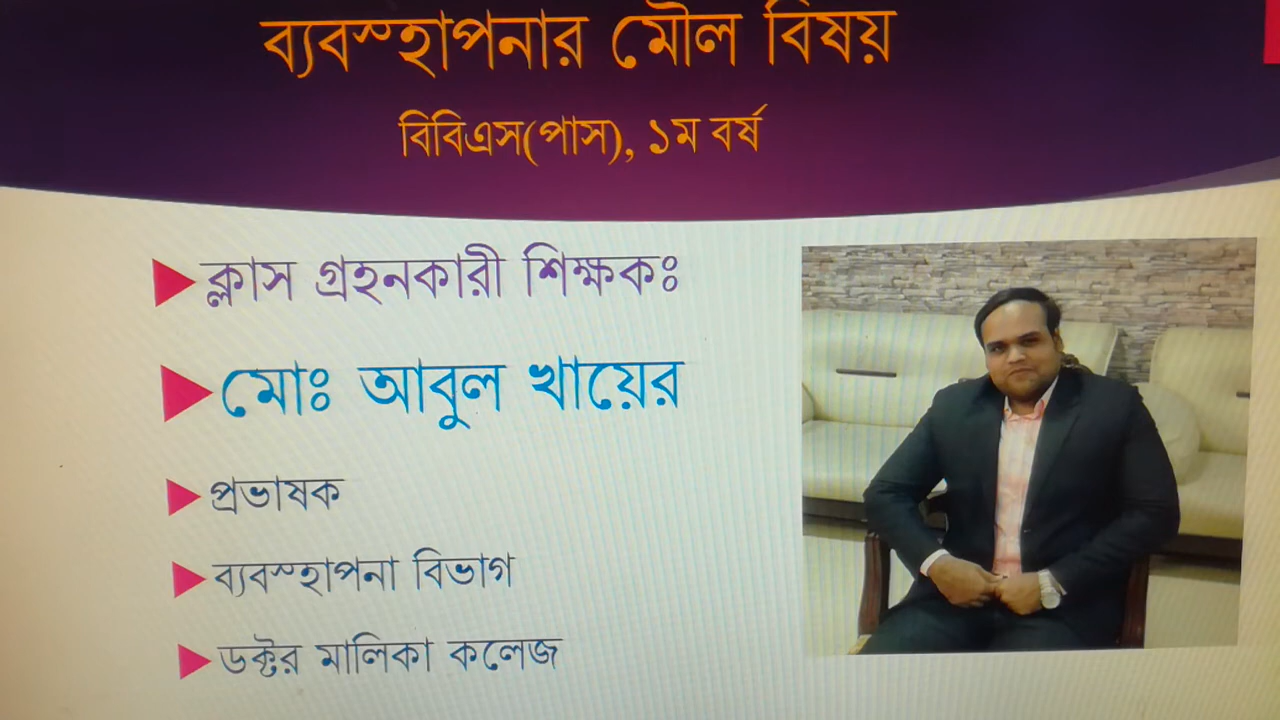 ব্যবস্হাপনার মৌল বিষয়
বিবিএস(পাস), ১ম বর্ষ
ক্লাস গ্রহনকারী শিক্ষকঃ
মোঃ আবুল খায়ের
প্রভাষক
ব্যবস্হাপনা বিভাগ
ডক্টর মালিকা কলেজ